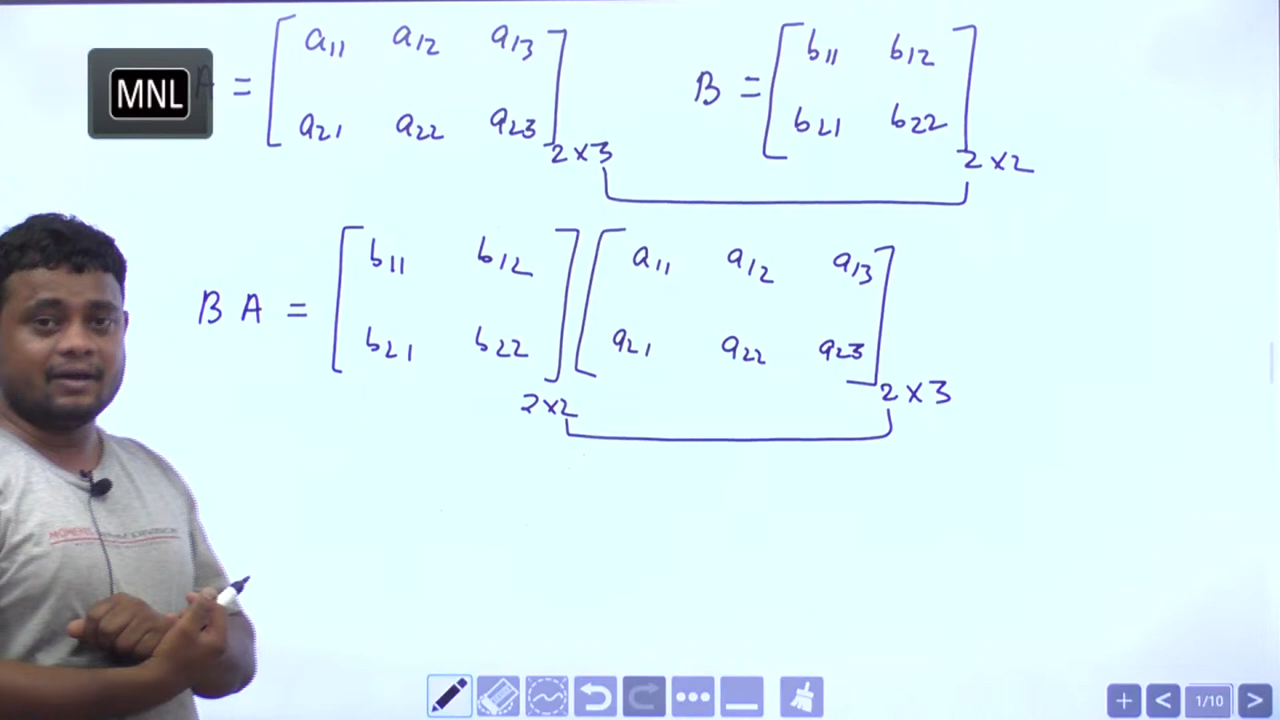 MNL
A = [ a11 a12 a13
a21 a22 a23 ] 2×3
B = [ b11 b12
b21 b22 ] 2×2
B A = [ b11 b12
b21 b22 ] 2×2
[ a11 a12 a13
a21 a22 a23 ] 2×3
1/10